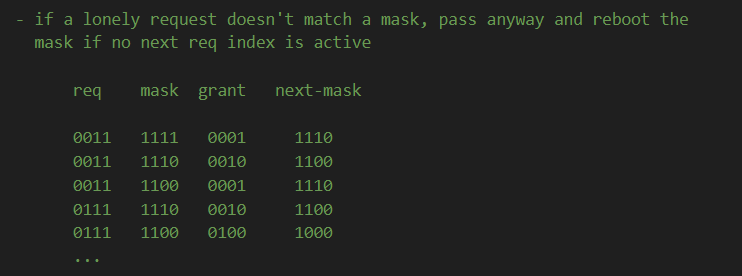 - if a lonely request doesn't match a mask, pass anyway and reboot the
mask if no next req index is active
req mask grant next-mask
0011 1111 0001 1110
0011 1110 0010 1100
0011 1100 0001 1110
0111 1110 0010 1100
0111 1100 0100 1000
...